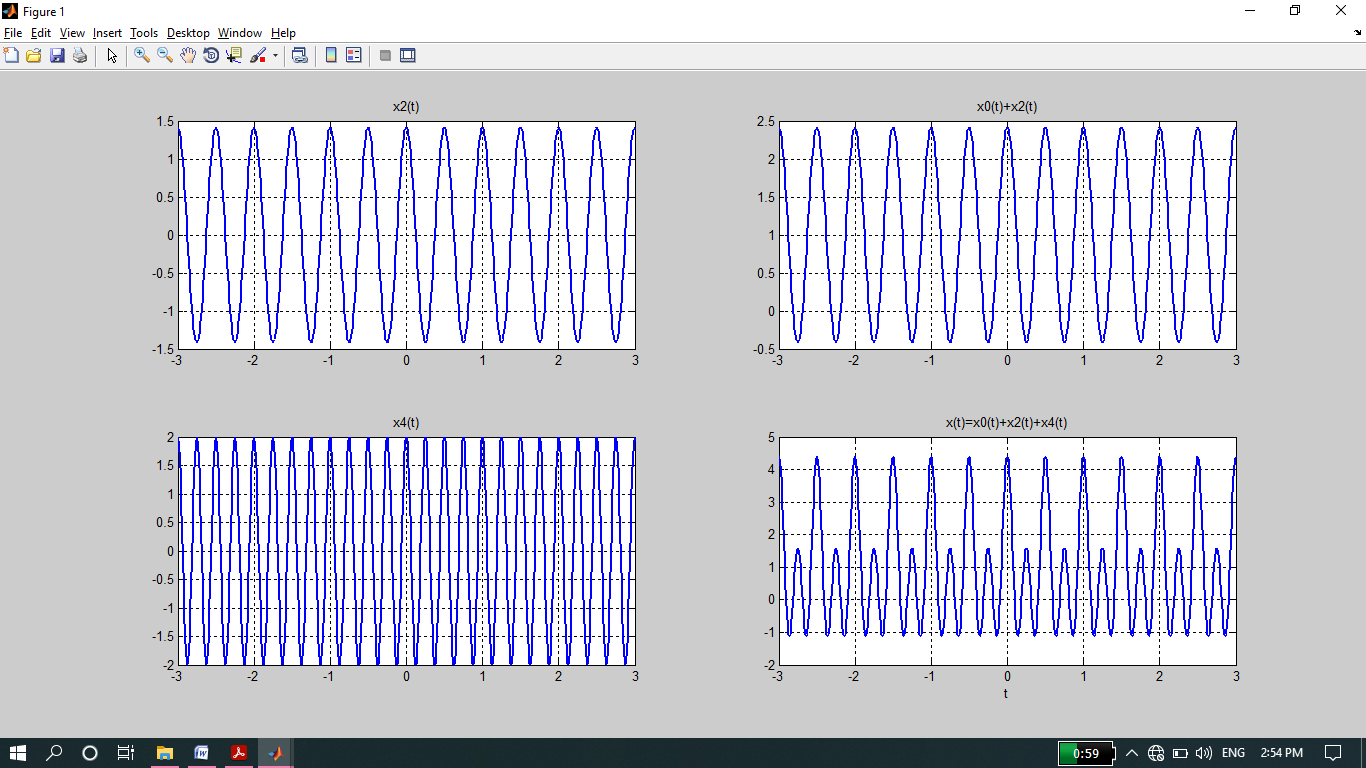 Figure 1
File Edit View Insert Tools Desktop Window Help
x2(t)
1.5
1
0.5
0
-0.5
-1
-1.5
-3 -2 -1 0 1 2 3
x0(t)+x2(t)
2.5
2
1.5
1
0.5
0
-0.5
-3 -2 -1 0 1 2 3
x4(t)
2
1.5
1
0.5
0
-0.5
-1
-1.5
-2
-3 -2 -1 0 1 2 3
x(t)=x0(t)+x2(t)+x4(t)
5
4
3
2
1
0
-1
-2
-3 -2 -1 0 1 2 3
t
0:59 ENG 2:54 PM